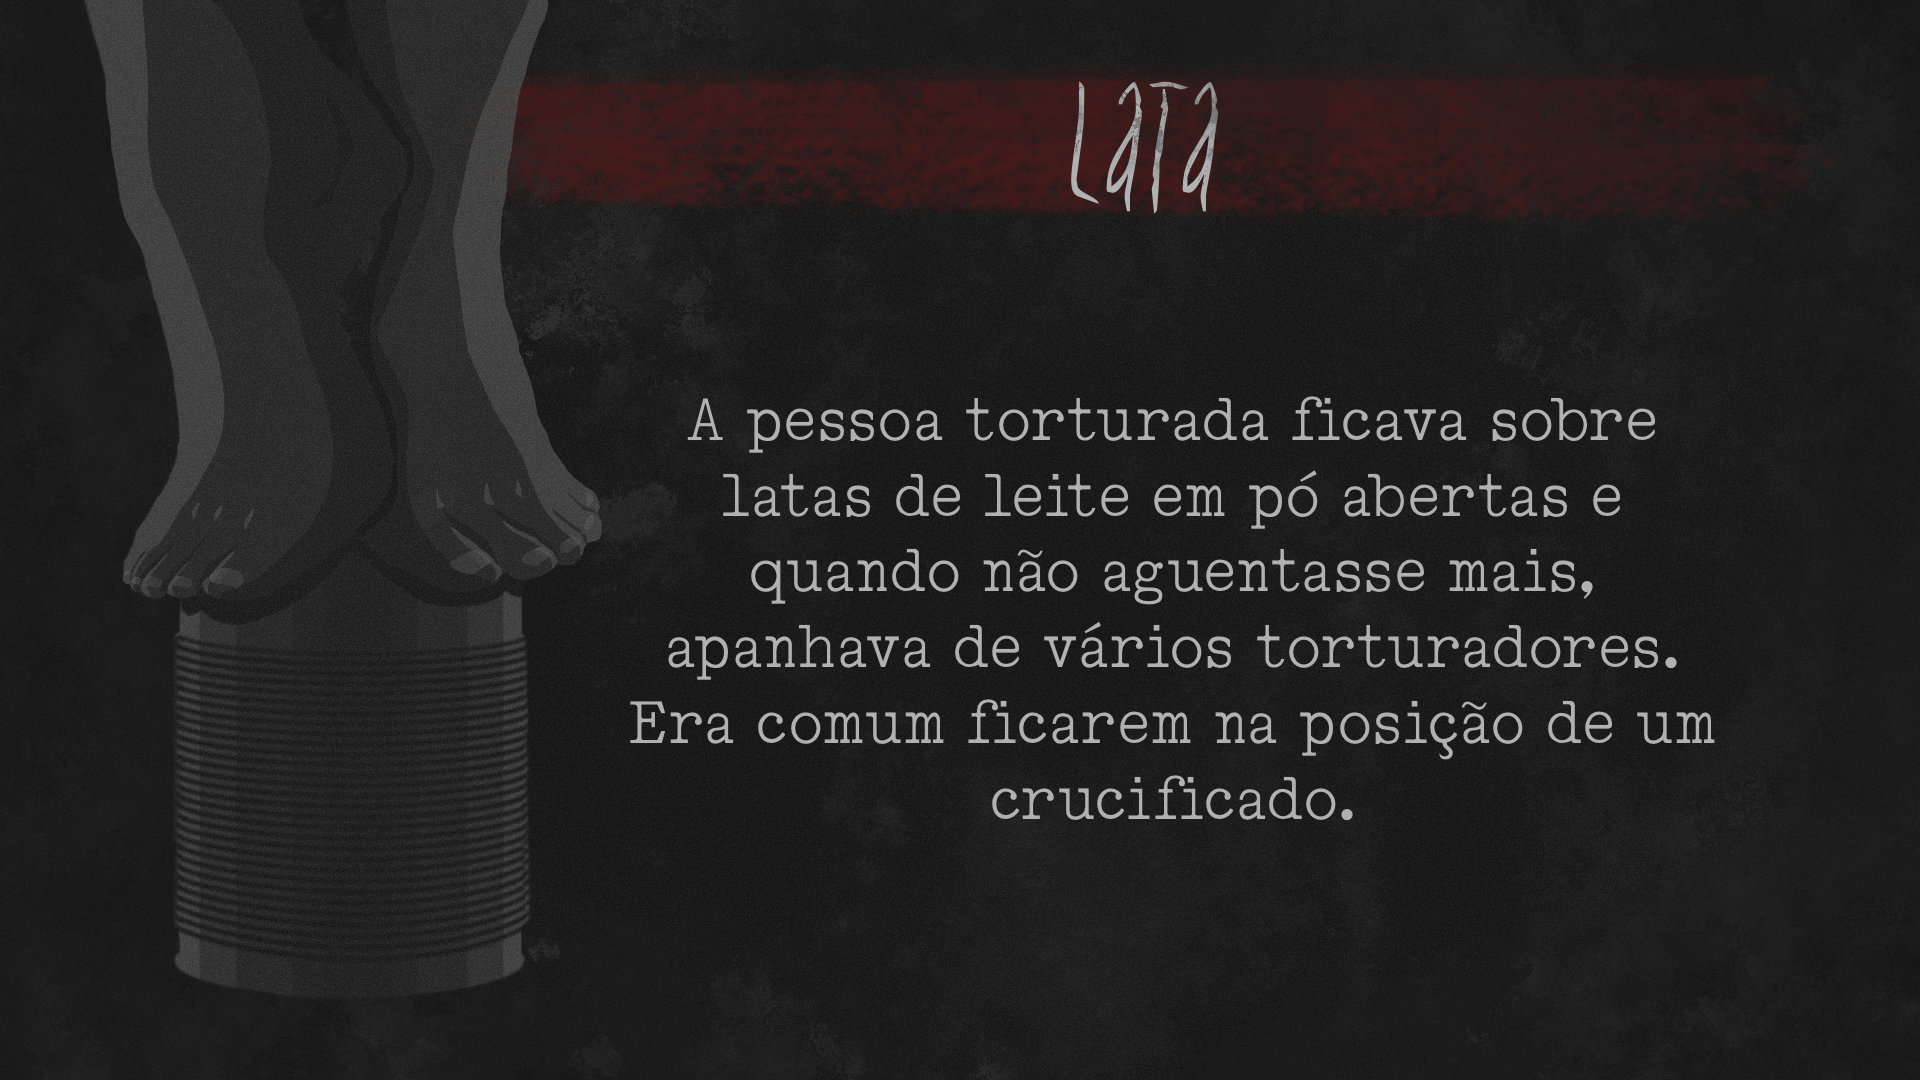 LaTa
A pessoa torturada ficava sobre
latas de leite em pó abertas e
quando não aguentasse mais,
apanhava de vários torturadores.
Era comum ficarem na posição de um
crucificado.